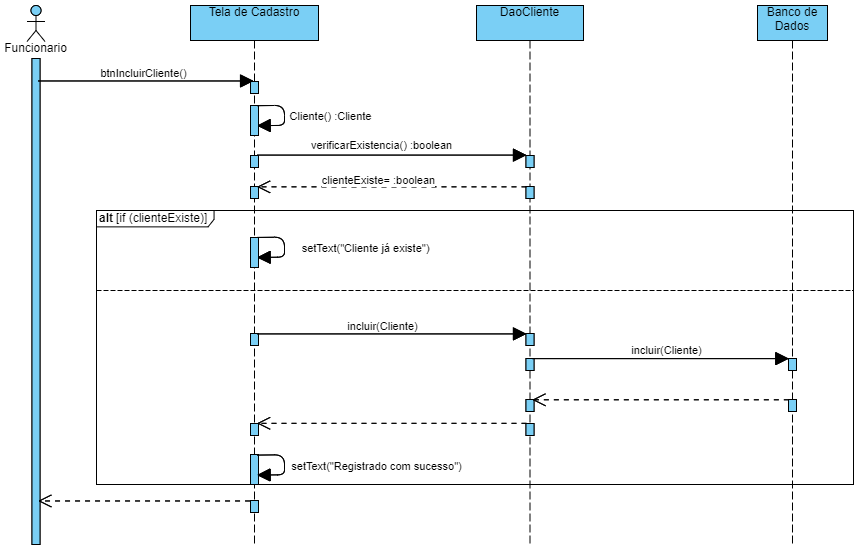 Tela de Cadastro
DaoCliente
Banco de
Dados
Funcionario
btnIncluirCliente()
Cliente() :Cliente
verificarExistencia() :boolean
clienteExiste= :boolean
alt [if (clienteExiste)]
setText("Cliente já existe")
incluir(Cliente)
incluir(Cliente)
setText("Registrado com sucesso")